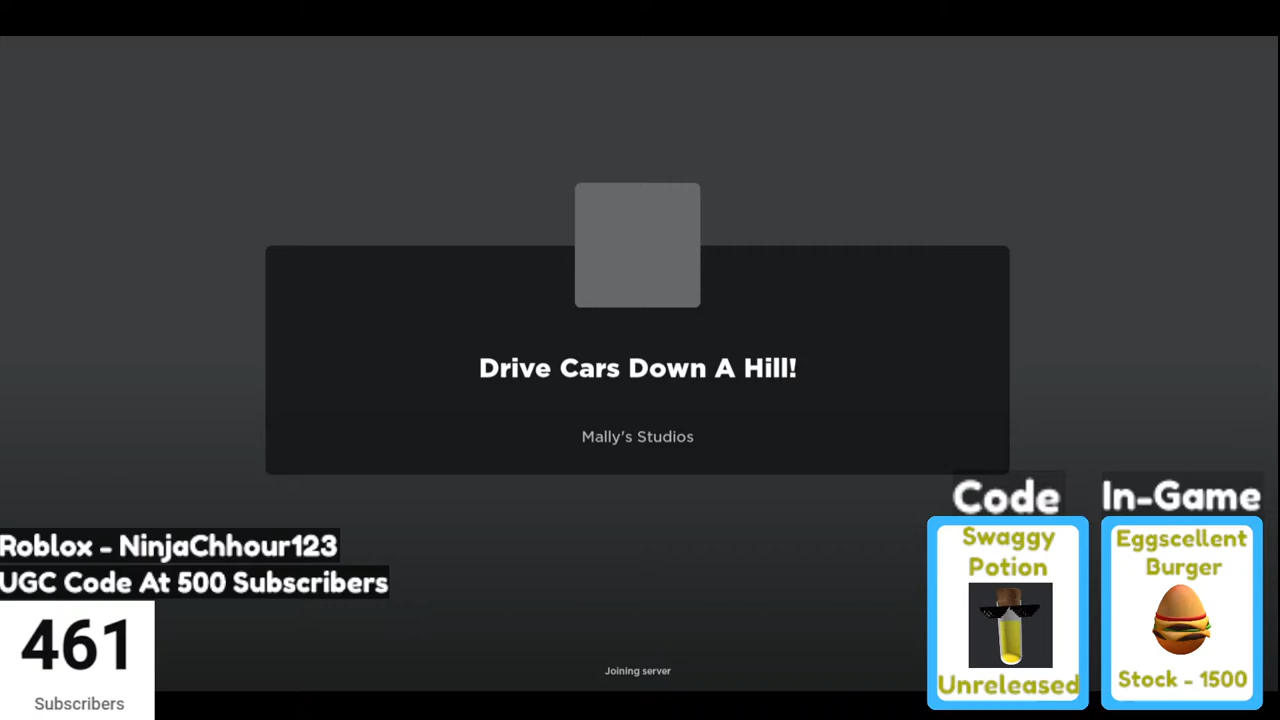 Drive Cars Down A Hill!
Mally's Studios
Code
In-Game
Swaggy
Potion
Unreleased
Eggscellent
Burger
Stock - 1500
Roblox - NinjaChhour123
UGC Code At 500 Subscribers
461
Subscribers
Joining server